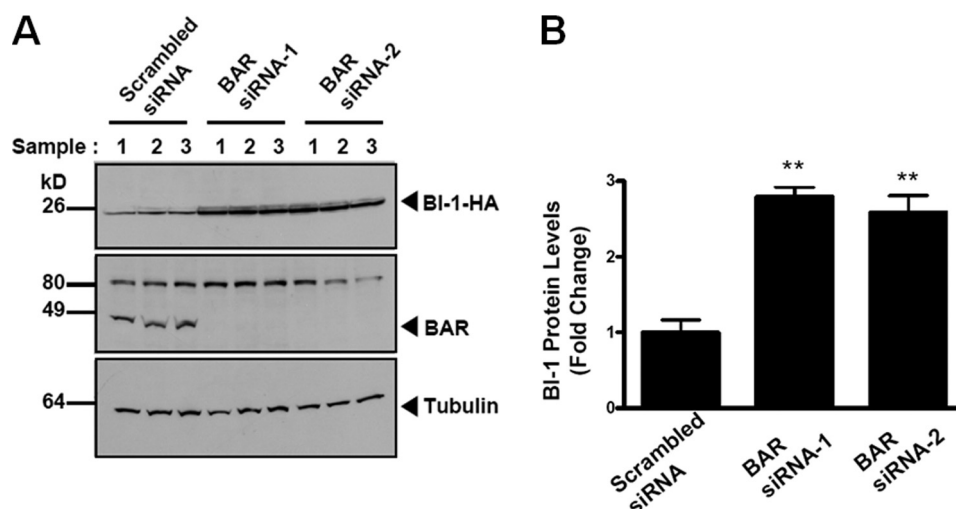 A
Scrambled
siRNA
BAR
siRNA-1
BAR
siRNA-2
Sample : 1 2 3 1 2 3 1 2 3
kD
26
BI-1-HA
80
49
BAR
64
Tubulin
B
BI-1 Protein Levels
(Fold Change)
3
2
1
0
**
**
Scrambled
siRNA
BAR
siRNA-1
BAR
siRNA-2